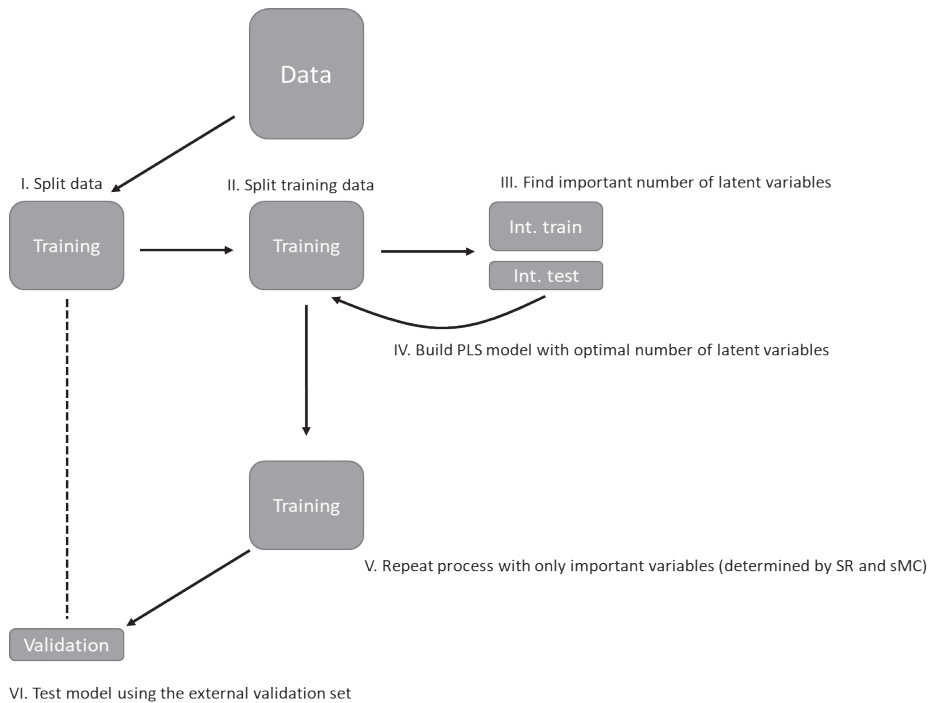 Data
I. Split data
II. Split training data
III. Find important number of latent variables
Training
Training
Int. train
Int. test
IV. Build PLS model with optimal number of latent variables
Training
V. Repeat process with only important variables (determined by SR and sMC)
Validation
VI. Test model using the external validation set